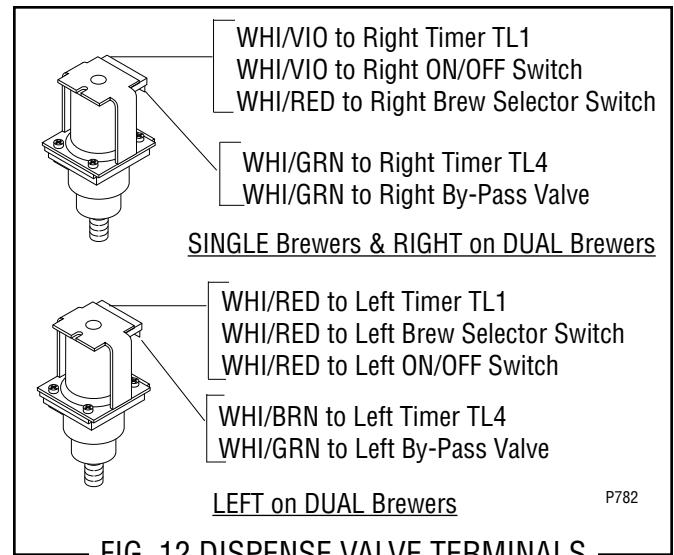 WHI/VIO to Right Timer TL1
WHI/VIO to Right ON/OFF Switch
WHI/RED to Right Brew Selector Switch
WHI/GRN to Right Timer TL4
WHI/GRN to Right By-Pass Valve
SINGLE Brewers & RIGHT on DUAL Brewers
WHI/RED to Left Timer TL1
WHI/RED to Left Brew Selector Switch
WHI/RED to Left ON/OFF Switch
WHI/BRN to Left Timer TL4
WHI/GRN to Left By-Pass Valve
LEFT on DUAL Brewers
P782
FIG. 12 DISPENSE VALVE TERMINALS